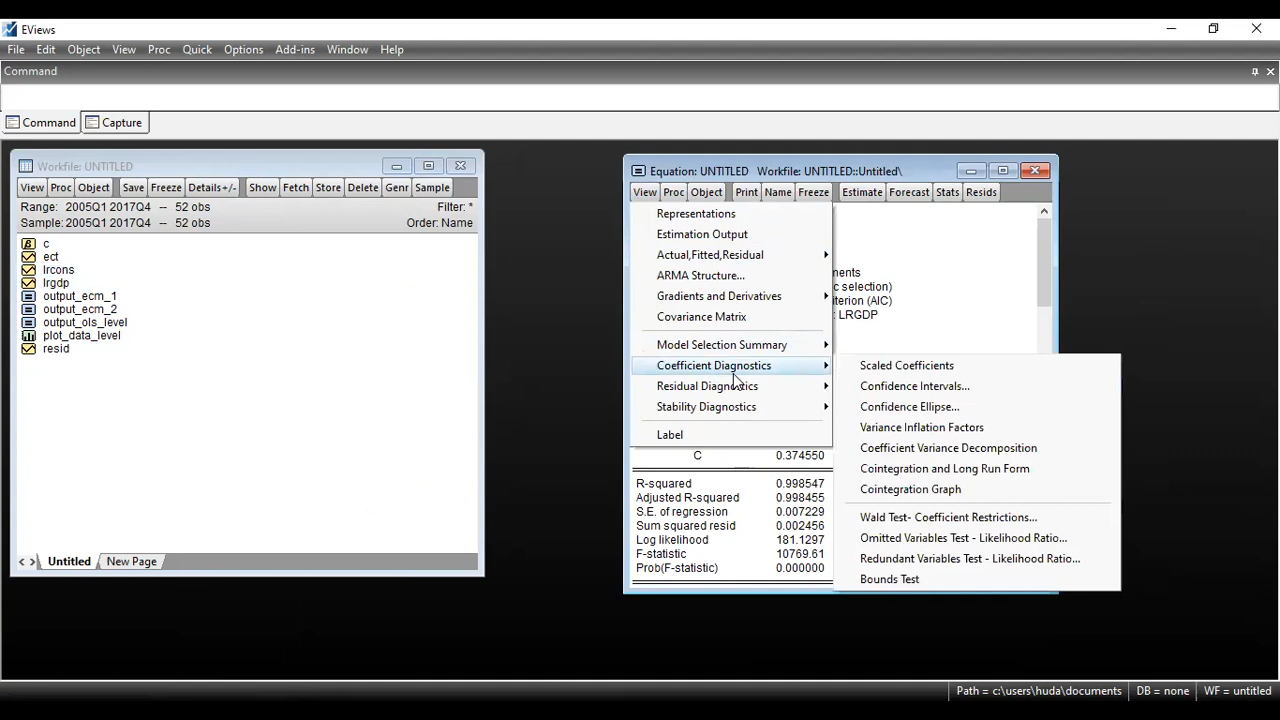 EViews
File Edit Object View Proc Quick Options Add-ins Window Help
Command
Command Capture
Workfile: UNTITLED
View Proc Object Save Freeze Details+/- Show Fetch Store Delete Genr Sample
Range: 2005Q1 2017Q4 -- 52 obs Filter: *
Sample: 2005Q1 2017Q4 -- 52 obs Order: Name
c
ect
lrcons
lrgdp
output_ecm_1
output_ecm_2
output_ols_level
plot_data_level
resid
Untitled New Page
Equation: UNTITLED Workfile: UNTITLED::Untitled\
View Proc Object Print Name Freeze Estimate Forecast Stats Resids
Representations
Estimation Output
Actual,Fitted,Residual
ARMA Structure...
Gradients and Derivatives
Covariance Matrix
Model Selection Summary
Coefficient Diagnostics
Residual Diagnostics
Stability Diagnostics
Label
: LRGDP
Scaled Coefficients
Confidence Intervals...
Confidence Ellipse...
Variance Inflation Factors
Coefficient Variance Decomposition
Cointegration and Long Run Form
Cointegration Graph
Wald Test- Coefficient Restrictions...
Omitted Variables Test - Likelihood Ratio...
Redundant Variables Test - Likelihood Ratio...
Bounds Test
C 0.374550
R-squared 0.998547
Adjusted R-squared 0.998455
S.E. of regression 0.007229
Sum squared resid 0.002456
Log likelihood 181.1297
F-statistic 10769.61
Prob(F-statistic) 0.000000
Path = c:\users\huda\documents DB = none WF = untitled